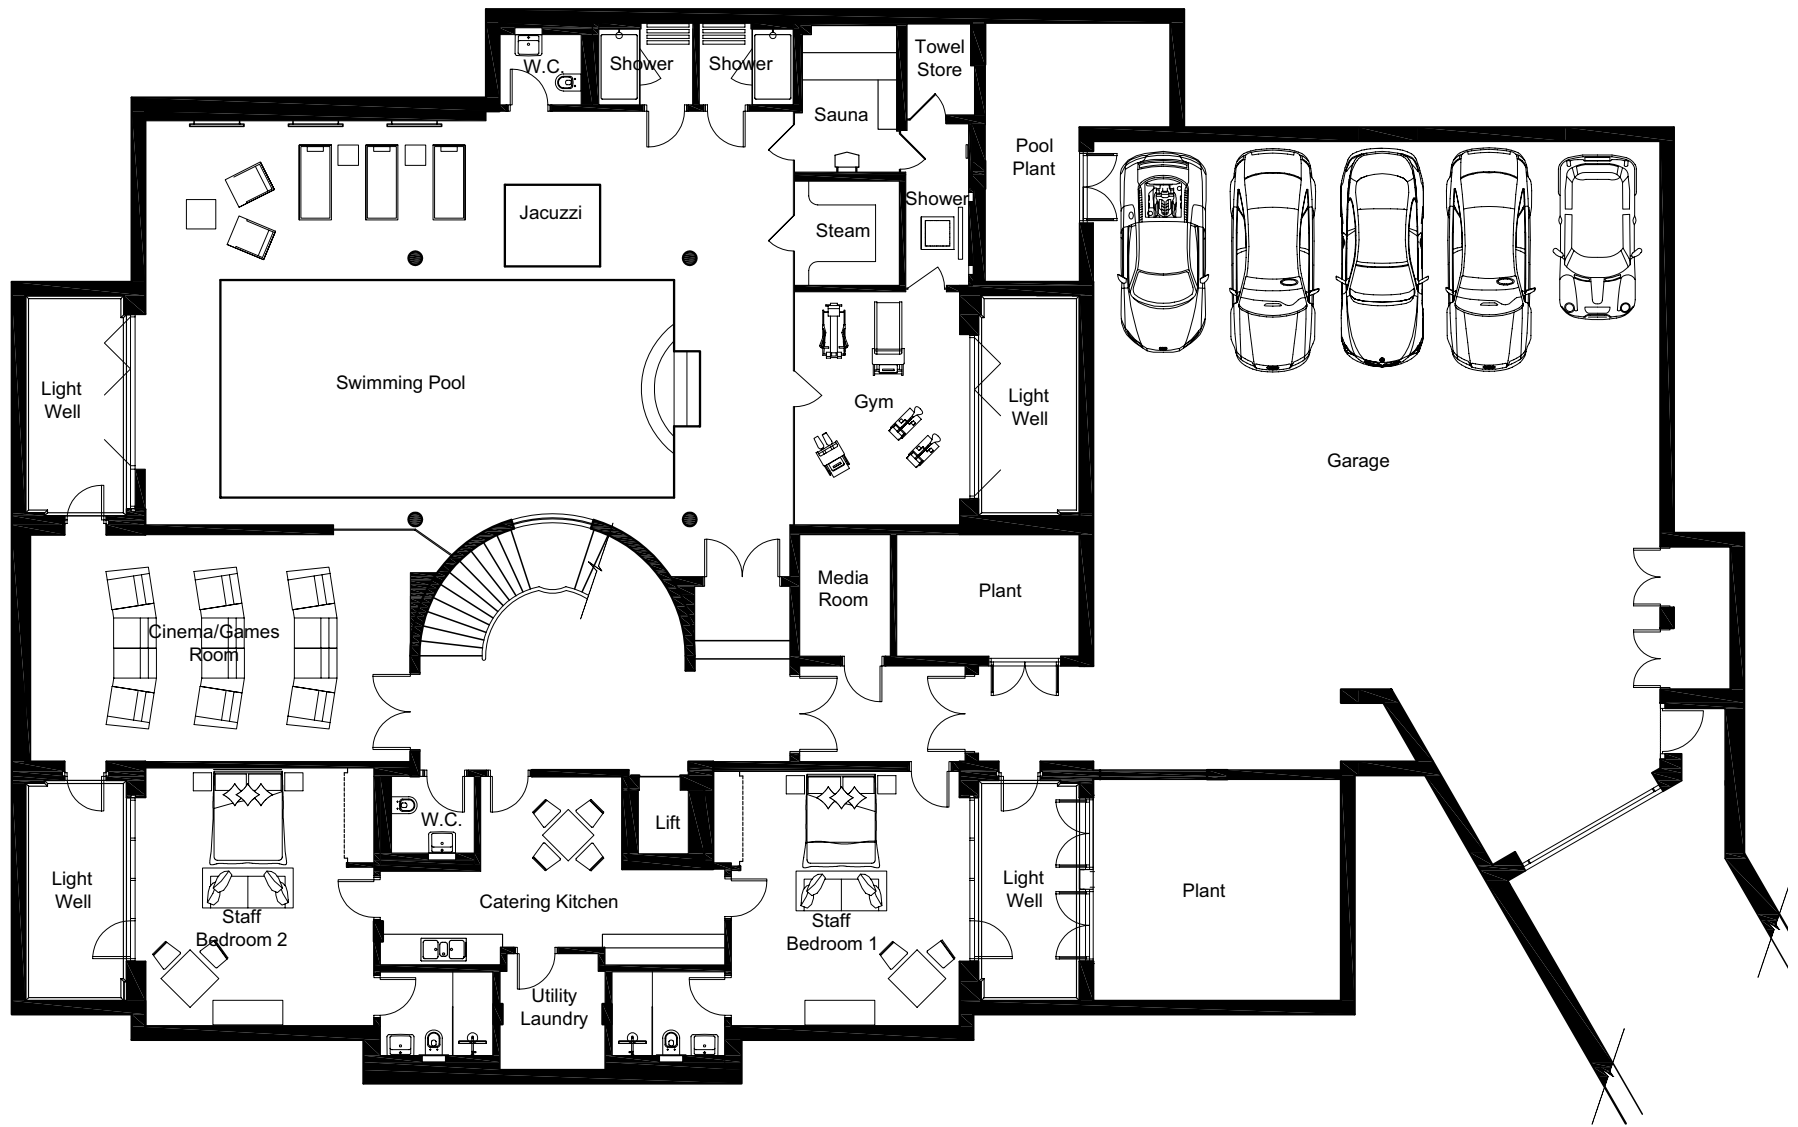 W.C.
Shower
Shower
Towel
Store
Sauna
Pool
Plant
Shower
Jacuzzi
Steam
Swimming Pool
Light
Well
Gym
Light
Well
Garage
Media
Room
Plant
Cinema/Games
Room
W.C.
Lift
Light
Well
Staff
Bedroom 2
Catering Kitchen
Staff
Bedroom 1
Light
Well
Plant
Utility
Laundry